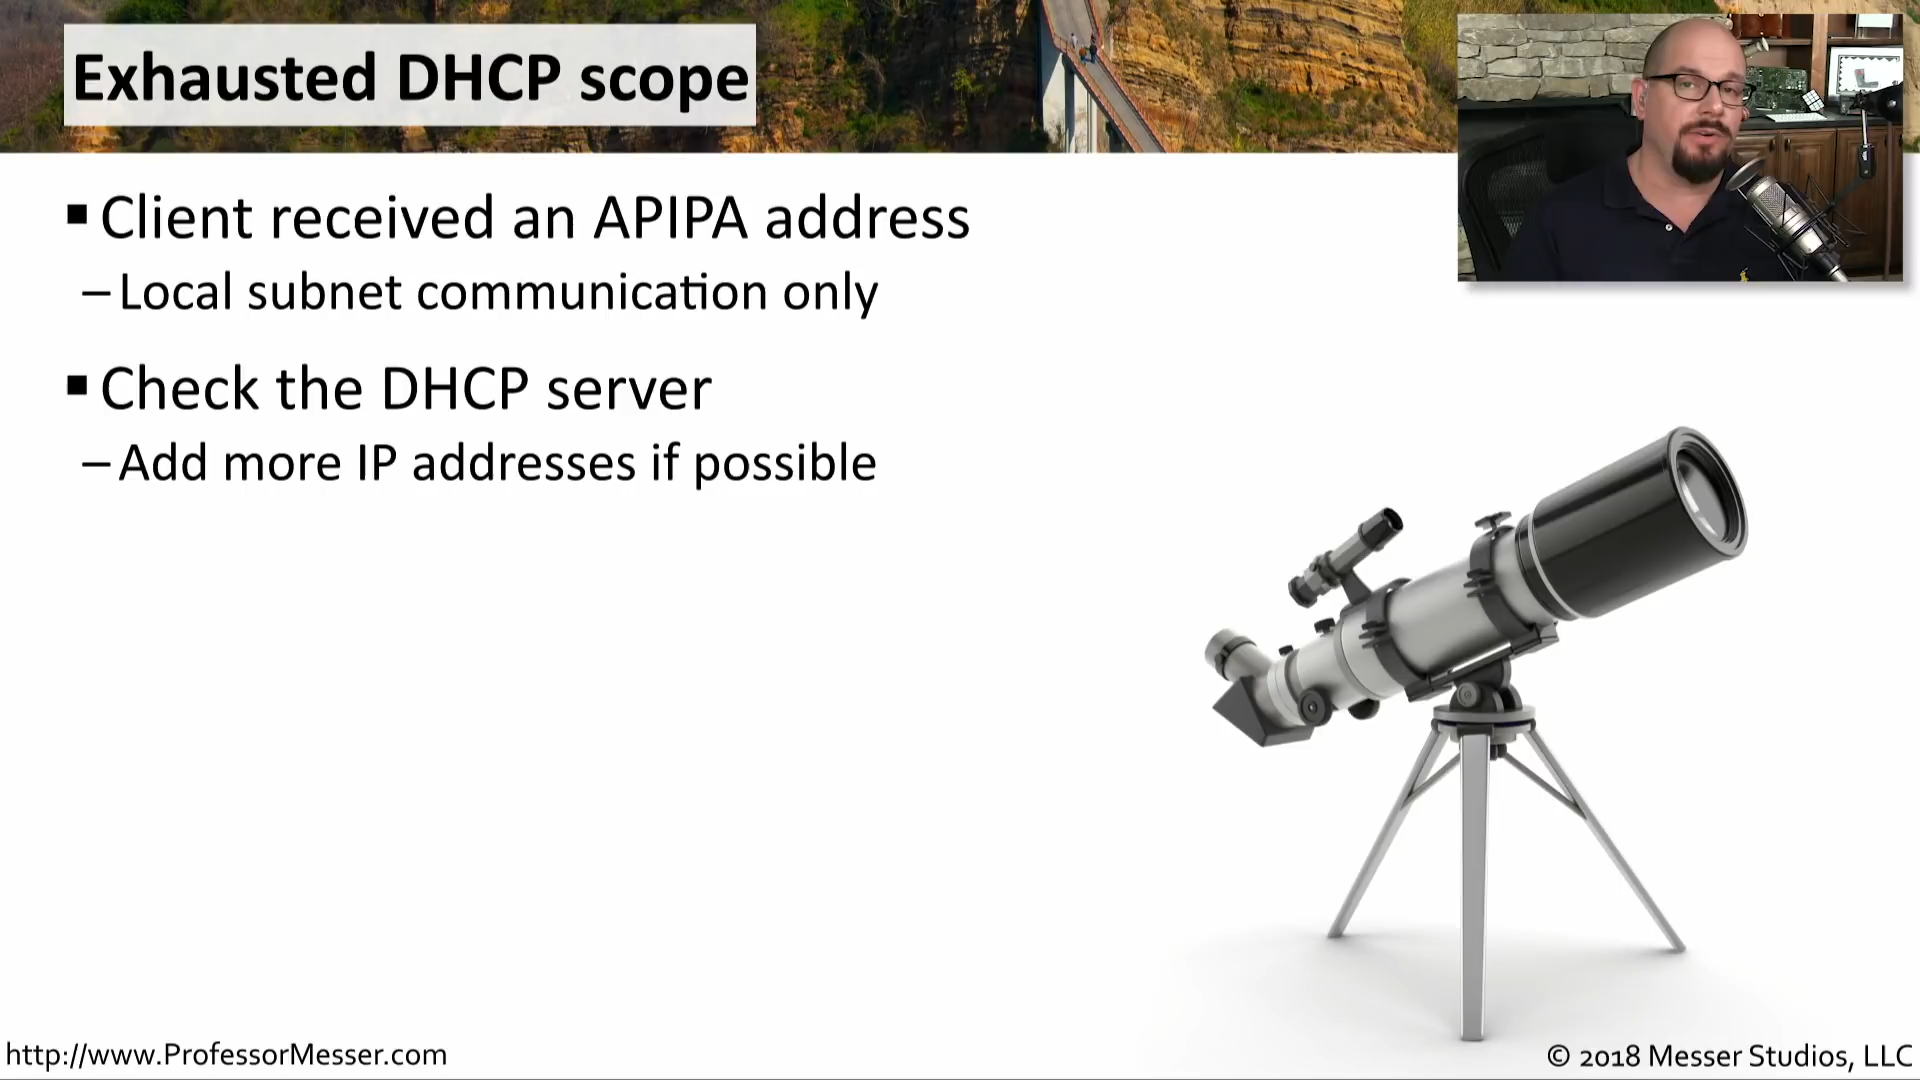 Exhausted DHCP scope
▪ Client received an APIPA address
– Local subnet communication only
▪ Check the DHCP server
– Add more IP addresses if possible
http://www.ProfessorMesser.com
© 2018 Messer Studios, LLC